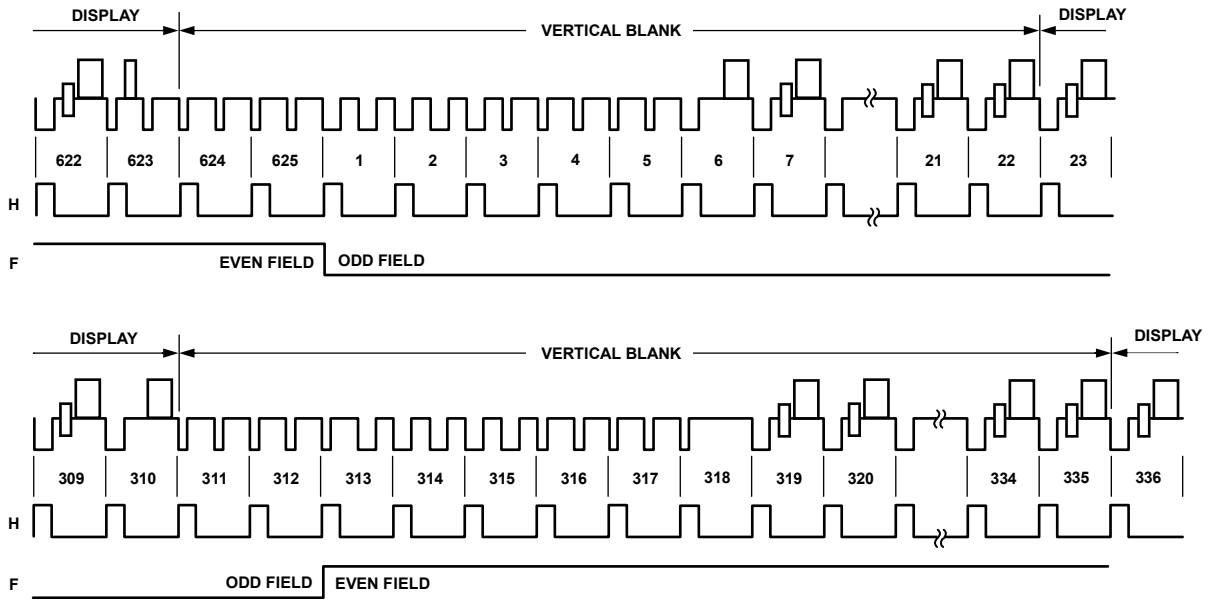 DISPLAY VERTICAL BLANK DISPLAY
622 623 624 625 1 2 3 4 5 6 7 21 22 23
H
F EVEN FIELD ODD FIELD
DISPLAY VERTICAL BLANK DISPLAY
309 310 311 312 313 314 315 316 317 318 319 320 334 335 336
H
F ODD FIELD EVEN FIELD